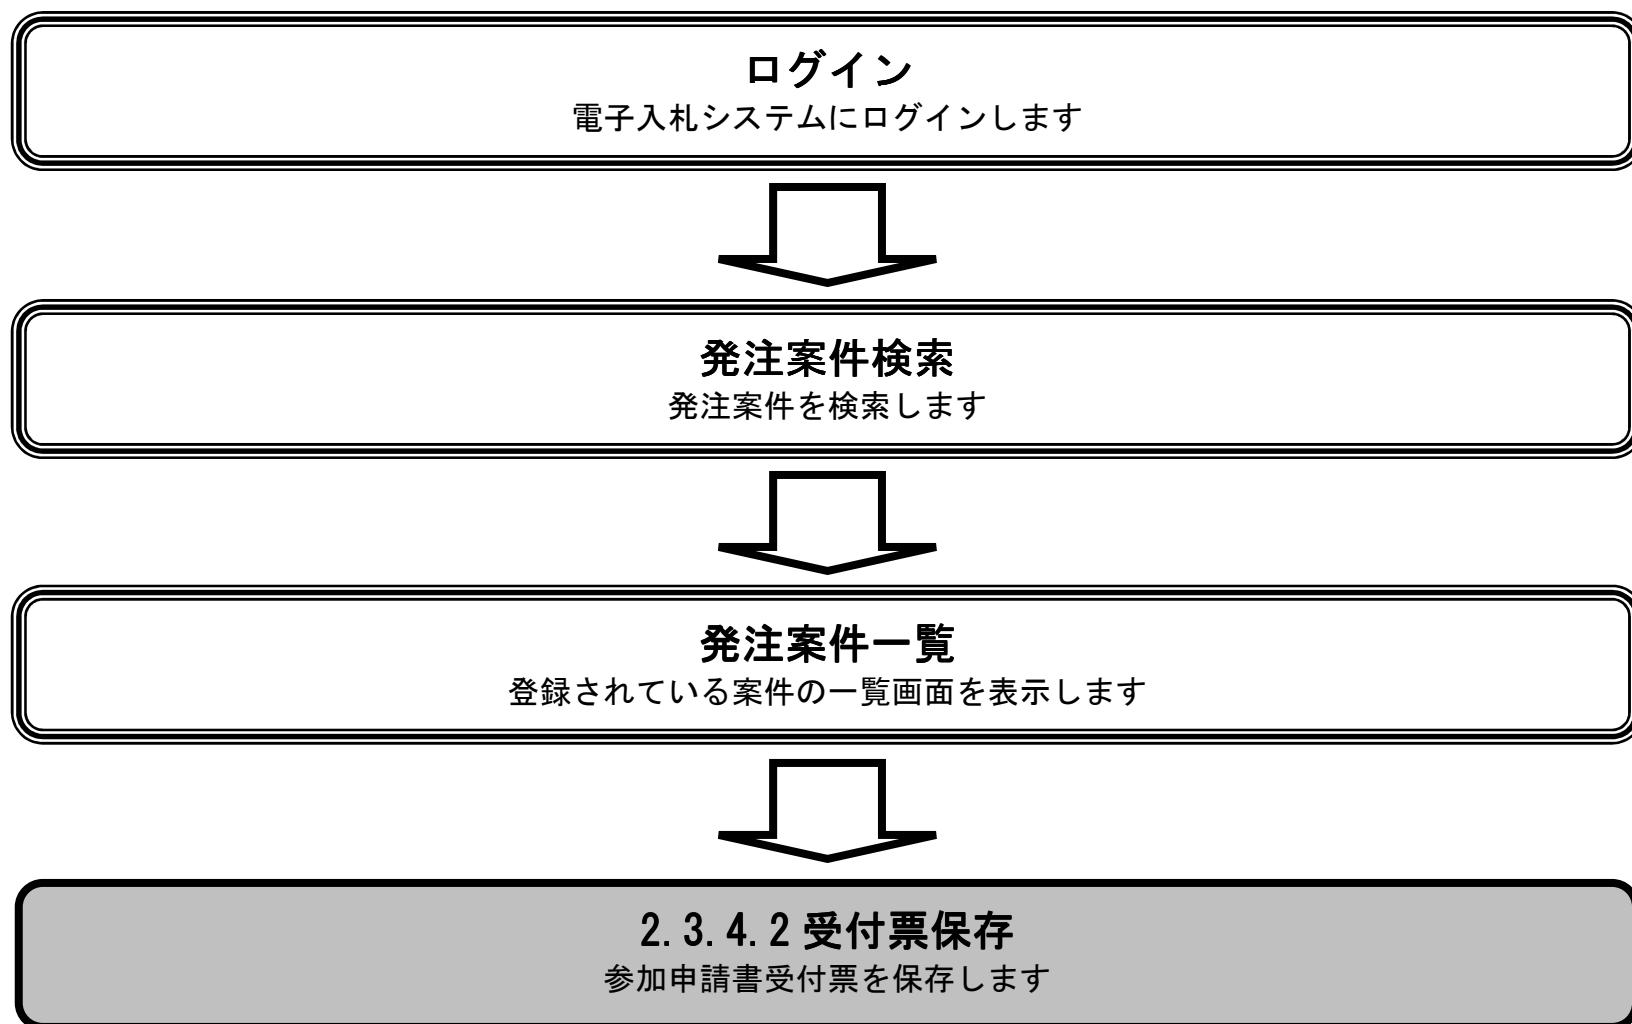 ログイン
電子入札システムにログインします
発注案件検索
発注案件を検索します
発注案件一覧
登録されている案件の一覧画面を表示します
2.3.4.2 受付票保存
参加申請書受付票を保存します